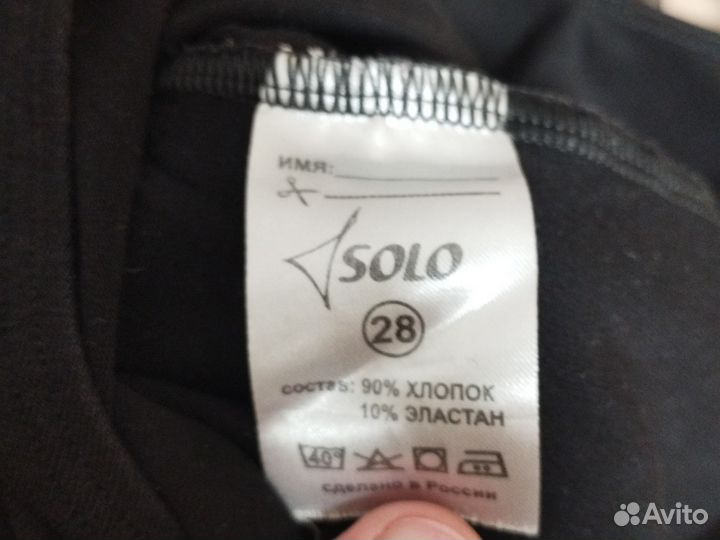 ИМЯ:
SOLO
28
состав: 90% ХЛОПОК
10% ЭЛАСТАН
40°
сделано в России
Avito